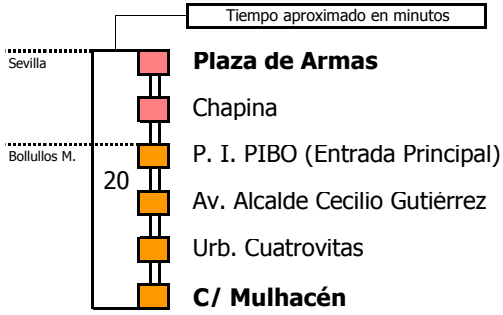 Tiempo aproximado en minutos
Sevilla
Plaza de Armas
Chapina
Bollullos M.
P. I. PIBO (Entrada Principal)
20
Av. Alcalde Cecilio Gutiérrez
Urb. Cuatrovitas
C/ Mulhacén